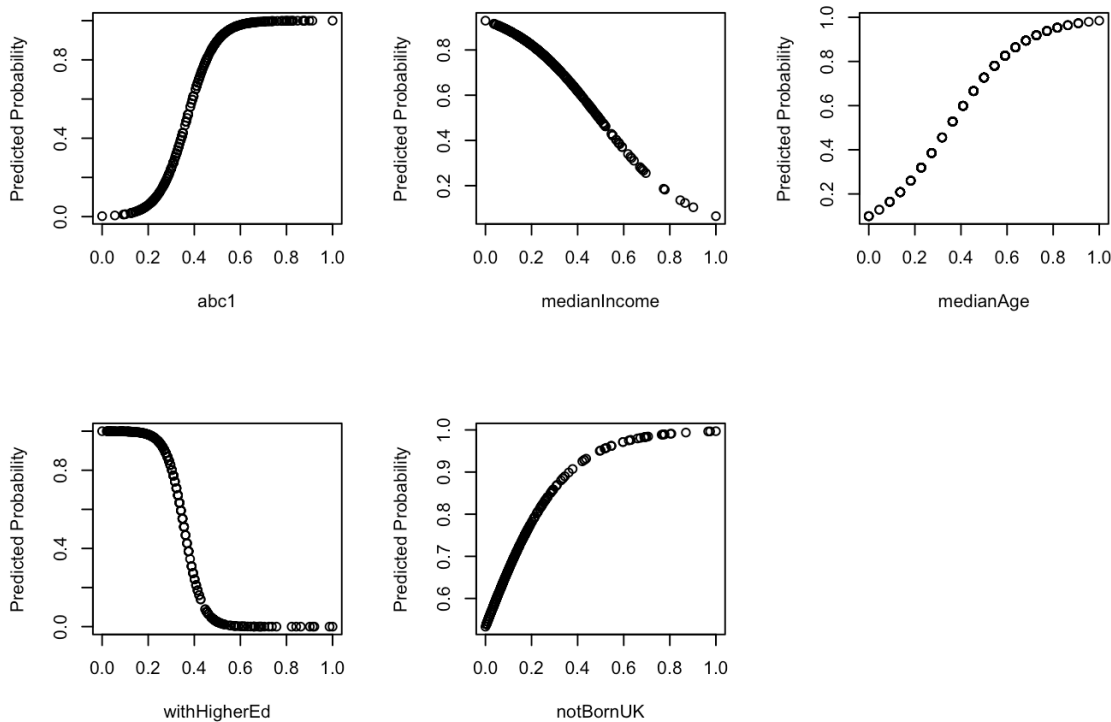 Predicted Probability
0.0 0.4 0.8
0.0 0.2 0.4 0.6 0.8 1.0
abc1
Predicted Probability
0.2 0.4 0.6 0.8
0.0 0.2 0.4 0.6 0.8 1.0
medianIncome
Predicted Probability
0.2 0.4 0.6 0.8 1.0
0.0 0.2 0.4 0.6 0.8 1.0
medianAge
Predicted Probability
0.0 0.4 0.8
0.0 0.2 0.4 0.6 0.8 1.0
withHigherEd
Predicted Probability
0.6 0.7 0.8 0.9 1.0
0.0 0.2 0.4 0.6 0.8 1.0
notBornUK